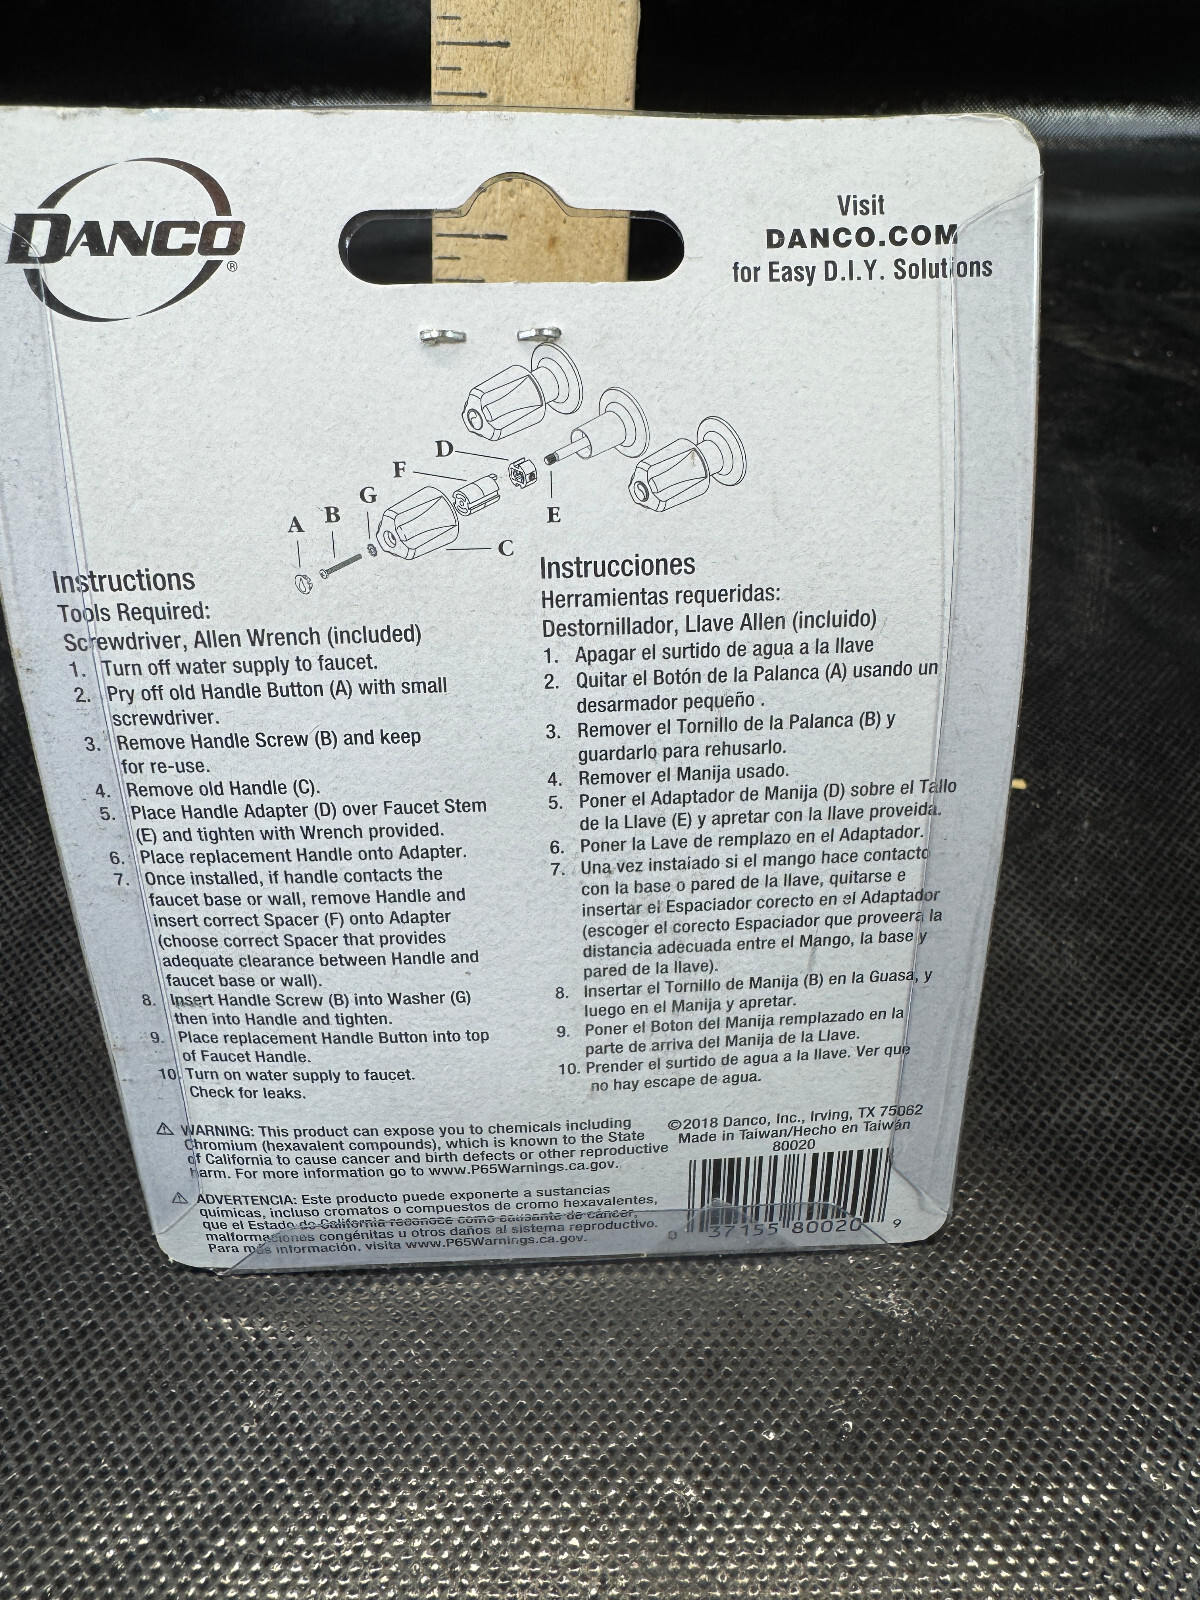 DANCO®
Visit
DANCO.COM
for Easy D.I.Y. Solutions
D
F
G
B
A
E
C
Instructions
Tools Required:
Screwdriver, Allen Wrench (included)
1. Turn off water supply to faucet.
2. Pry off old Handle Button (A) with small
screwdriver.
3. Remove Handle Screw (B) and keep
for re-use.
4. Remove old Handle (C).
5. Place Handle Adapter (D) over Faucet Stem
(E) and tighten with Wrench provided.
6. Place replacement Handle onto Adapter.
7. Once installed, if handle contacts the
faucet base or wall, remove Handle and
insert correct Spacer (F) onto Adapter
(choose correct Spacer that provides
adequate clearance between Handle and
faucet base or wall).
8. Insert Handle Screw (B) into Washer (G)
then into Handle and tighten.
9. Place replacement Handle Button into top
of Faucet Handle.
10. Turn on water supply to faucet.
Check for leaks.
Instrucciones
Herramientas requeridas:
Destornillador, Llave Allen (incluido)
1. Apagar el surtido de agua a la llave
2. Quitar el Botón de la Palanca (A) usando un
desarmador pequeño .
3. Remover el Tornillo de la Palanca (B) y
guardarlo para rehusarlo.
4. Remover el Manija usado.
5. Poner el Adaptador de Manija (D) sobre el Tallo
de la Llave (E) y apretar con la llave proveida.
6. Poner la Lave de remplazo en el Adaptador.
7. Una vez instaiado si el mango hace contacto
con la base o pared de la llave, quitarse e
insertar el Espaciador corecto en el Adaptador
(escoger el corecto Espaciador que proveera la
distancia adecuada entre el Mango, la base y
pared de la llave).
8. Insertar el Tornillo de Manija (B) en la Guasa, y
luego en el Manija y apretar.
9. Poner el Boton del Manija remplazado en la
parte de arriva del Manija de la Llave.
10. Prender el surtido de agua a la llave. Ver que
no hay escape de agua.
⚠ WARNING: This product can expose you to chemicals including
Chromium (hexavalent compounds), which is known to the State
of California to cause cancer and birth defects or other reproductive
harm. For more information go to www.P65Warnings.ca.gov.
⚠ ADVERTENCIA: Este producto puede exponerte a sustancias
químicas, incluso cromatos o compuestos de cromo hexavalentes,
que el Estado de California reconoce como causante de cáncer,
malformaciones congénitas u otros daños al sistema reproductivo.
Para más información, visita www.P65Warnings.ca.gov.
©2018 Danco, Inc., Irving, TX 75062
Made in Taiwan/Hecho en Taiwán
80020
0 37155 80020 9